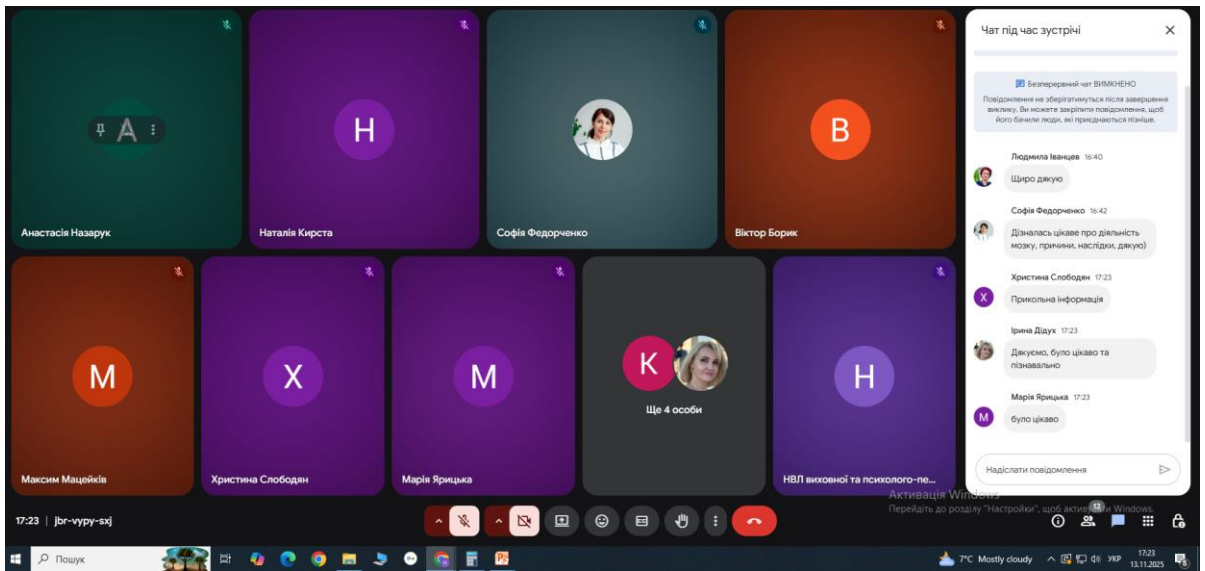 А
Анастасія Назарук
Н
Наталія Кирста
Софія Федорченко
В
Віктор Борик
М
Максим Мацейків
Х
Христина Слободян
М
Марія Ярицька
К
Ще 4 особи
Н
НВЛ виховної та психолого-пе...
Чат під час зустрічі
Безперервний чат ВИМКНЕНО
Повідомлення не зберігатимуться після завершення
виклику. Ви можете закріпити повідомлення, щоб
його бачили люди, які приєднаються пізніше.
Людмила Іванцев 16:40
Щиро дякую
Софія Федорченко 16:42
Дізналась цікаве про діяльність
мозку, причини, наслідки, дякую)
Христина Слободян 17:23
Х
Прикольна інформація
Ірина Дідух 17:23
Дякуємо, було цікаво та
пізнавально
Марія Ярицька 17:23
М
було цікаво
Надіслати повідомлення
Активація Windows
Перейдіть до розділу "Настройки", щоб активувати Windows.
17:23 | jbr-vypy-sxj
12
Пошук
7°C Mostly cloudy
УКР
17:23
13.11.2025